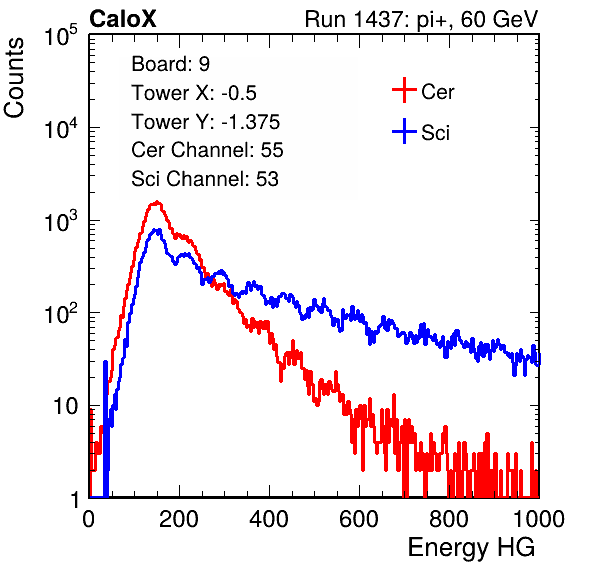 CaloX Run 1437: pi+, 60 GeV
Counts
10^5
10^4
10^3
10^2
10
1
Board: 9
Tower X: -0.5
Tower Y: -1.375
Cer Channel: 55
Sci Channel: 53
Cer
Sci
0 200 400 600 800 1000
Energy HG